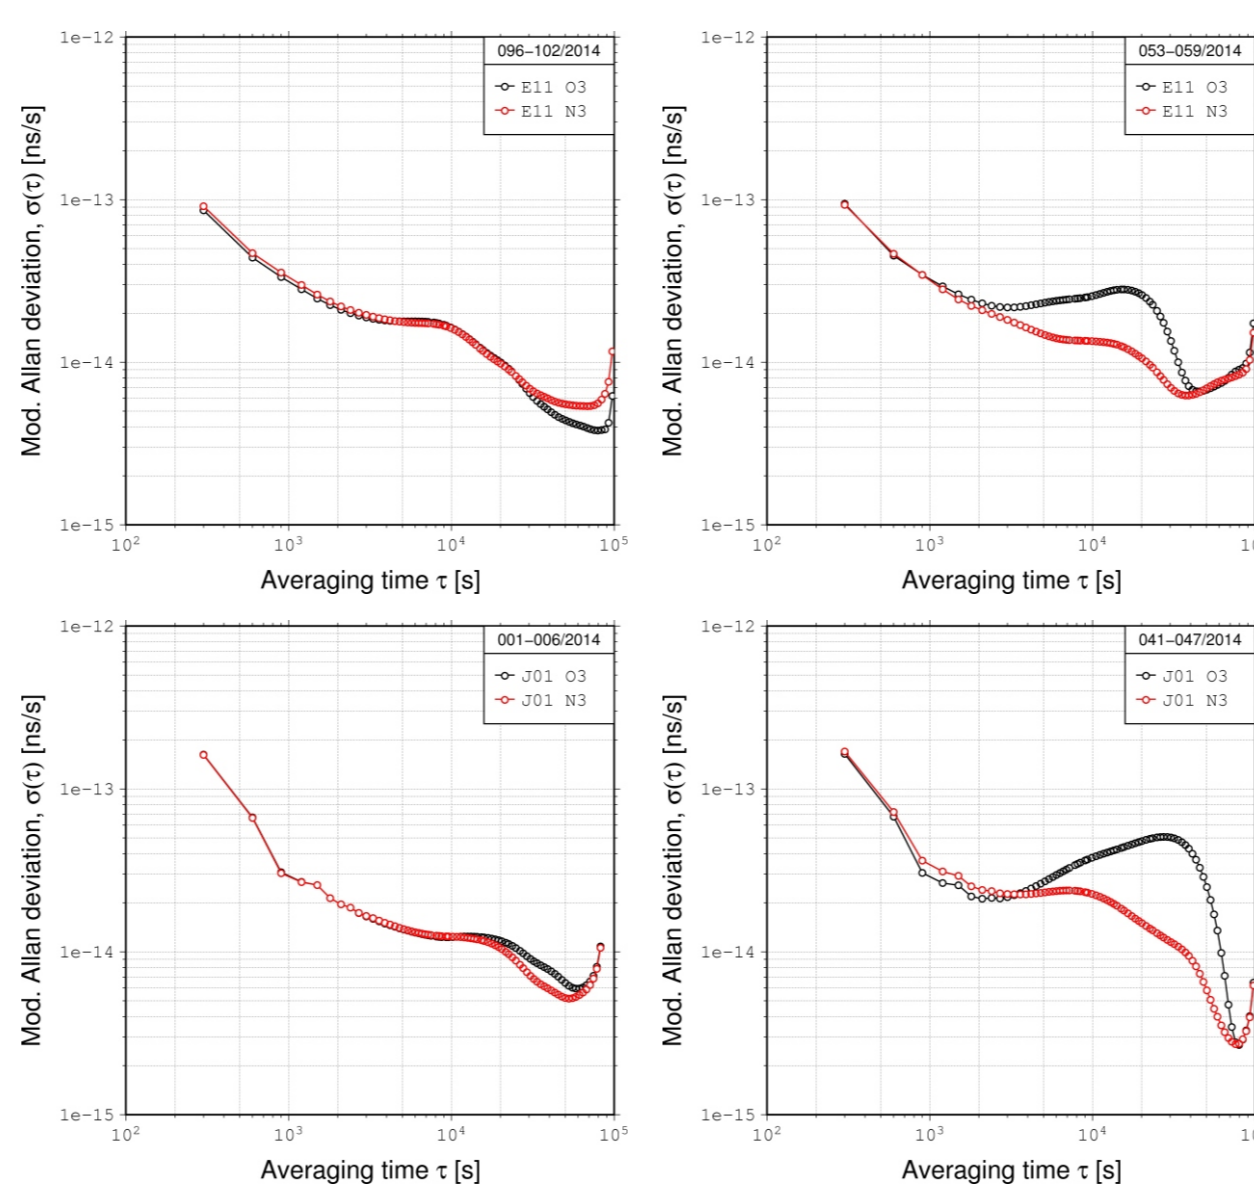 1e-12
1e-13
1e-14
1e-15
Mod. Allan deviation, σ(τ) [ns/s]
096-102/2014
E11 O3
E11 N3
10² 10³ 10⁴ 10⁵
Averaging time τ [s]
1e-12
1e-13
1e-14
1e-15
Mod. Allan deviation, σ(τ) [ns/s]
053-059/2014
E11 O3
E11 N3
10² 10³ 10⁴
Averaging time τ [s]
1e-12
1e-13
1e-14
1e-15
Mod. Allan deviation, σ(τ) [ns/s]
001-006/2014
J01 O3
J01 N3
10² 10³ 10⁴ 10⁵
Averaging time τ [s]
1e-12
1e-13
1e-14
1e-15
Mod. Allan deviation, σ(τ) [ns/s]
041-047/2014
J01 O3
J01 N3
10² 10³ 10⁴
Averaging time τ [s]